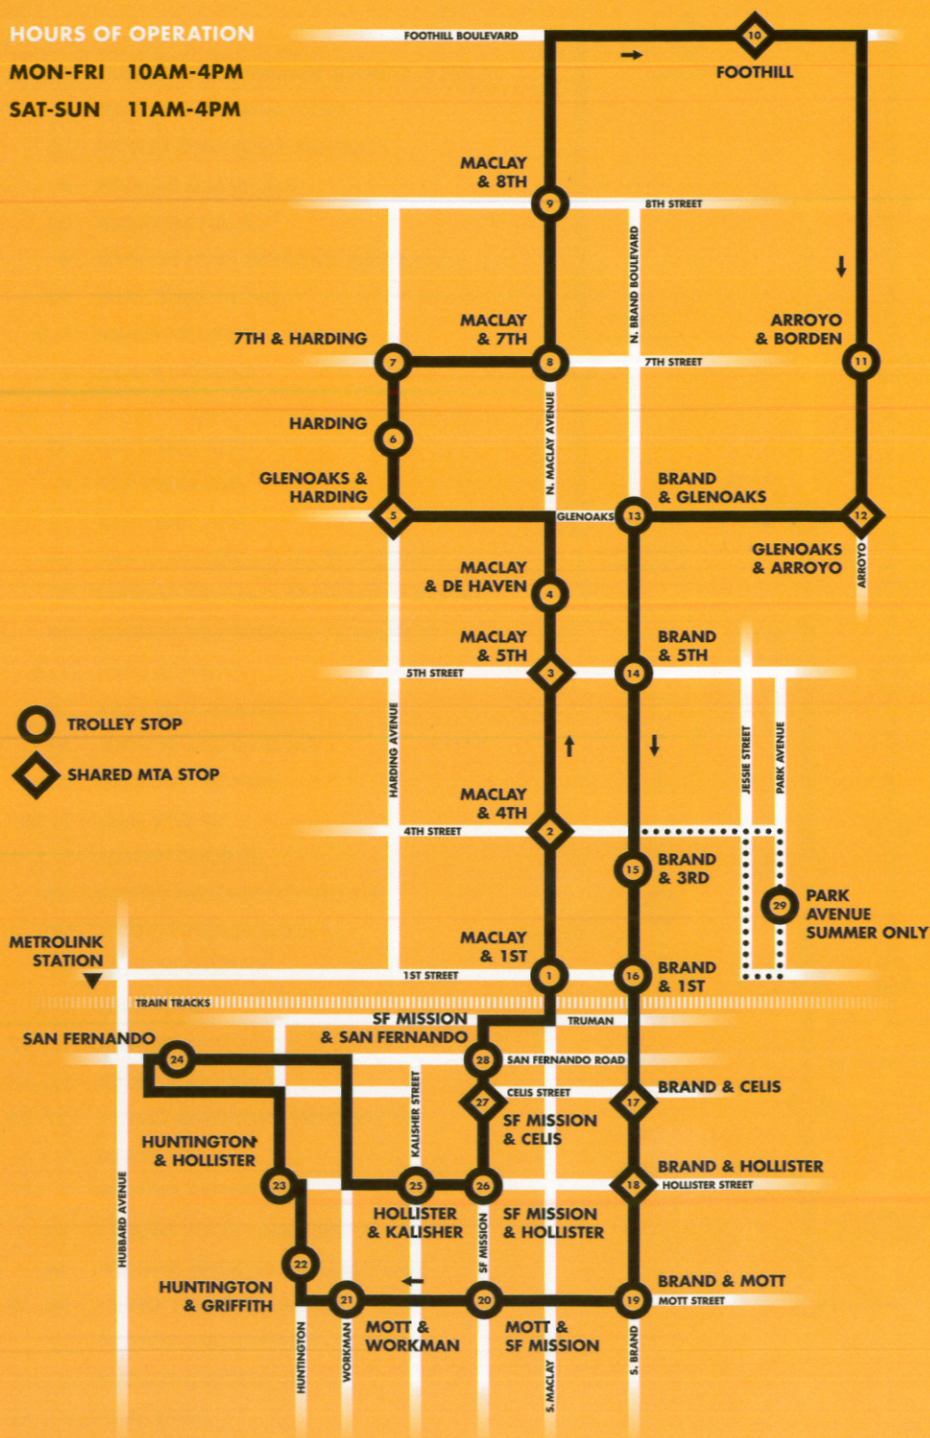 HOURS OF OPERATION
MON-FRI 10AM-4PM
SAT-SUN 11AM-4PM
FOOTHILL BOULEVARD
10
FOOTHILL
MACLAY
& 8TH
9
8TH STREET
N. BRAND BOULEVARD
7TH & HARDING
7
MACLAY
& 7TH
8
7TH STREET
ARROYO
& BORDEN
11
HARDING
6
N. MACLAY AVENUE
GLENOAKS &
HARDING
5
GLENOAKS
13
BRAND
& GLENOAKS
12
GLENOAKS
& ARROYO
ARROYO
MACLAY
& DE HAVEN
4
MACLAY
& 5TH
3
5TH STREET
BRAND
& 5TH
14
TROLLEY STOP
SHARED MTA STOP
HARDING AVENUE
JESSIE STREET
PARK AVENUE
MACLAY
& 4TH
2
4TH STREET
15
BRAND
& 3RD
29
PARK
AVENUE
SUMMER ONLY
METROLINK
STATION
MACLAY
& 1ST
1
1ST STREET
16
BRAND
& 1ST
TRAIN TRACKS
SF MISSION
& SAN FERNANDO
TRUMAN
SAN FERNANDO
24
28
SAN FERNANDO ROAD
KALISHER STREET
CELIS STREET
27
SF MISSION
& CELIS
17
BRAND & CELIS
HUNTINGTON
& HOLLISTER
23
25
HOLLISTER
& KALISHER
26
SF MISSION
& HOLLISTER
18
BRAND & HOLLISTER
HOLLISTER STREET
HUBBARD AVENUE
SF MISSION
22
HUNTINGTON
& GRIFFITH
21
MOTT &
WORKMAN
20
MOTT &
SF MISSION
19
BRAND & MOTT
MOTT STREET
HUNTINGTON
WORKMAN
S. MACLAY
S. BRAND